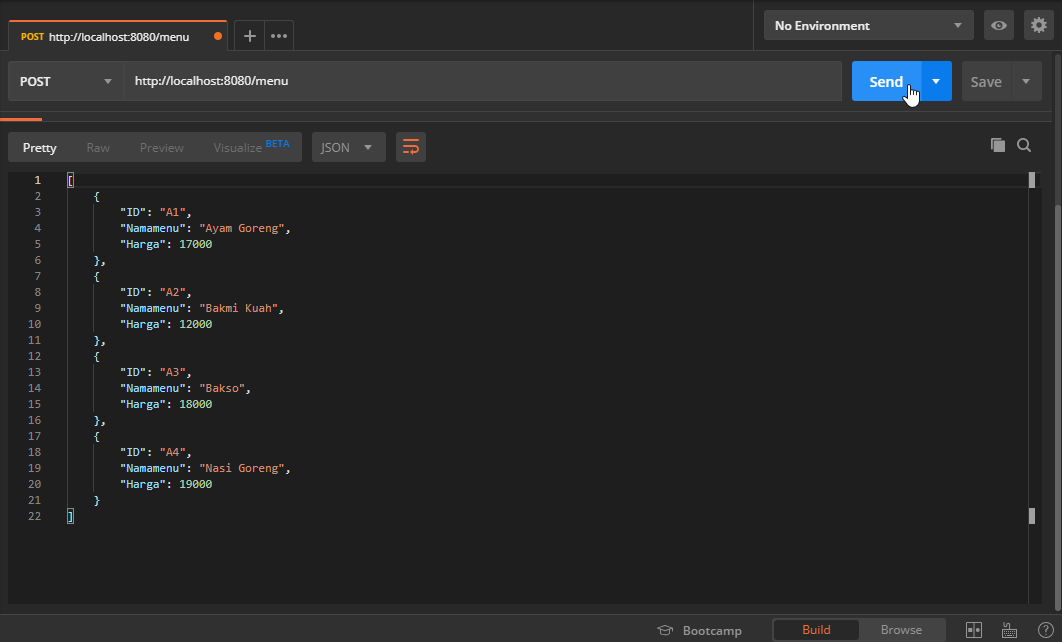 POST http://localhost:8080/menu No Environment
POST http://localhost:8080/menu Send Save
Pretty Raw Preview Visualize BETA JSON
1 [
2 {
3 "ID": "A1",
4 "Namamenu": "Ayam Goreng",
5 "Harga": 17000
6 },
7 {
8 "ID": "A2",
9 "Namamenu": "Bakmi Kuah",
10 "Harga": 12000
11 },
12 {
13 "ID": "A3",
14 "Namamenu": "Bakso",
15 "Harga": 18000
16 },
17 {
18 "ID": "A4",
19 "Namamenu": "Nasi Goreng",
20 "Harga": 19000
21 }
22 ]
Bootcamp Build Browse